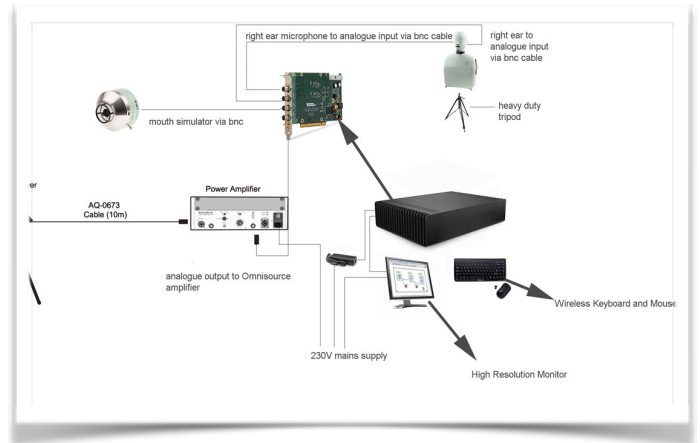 right ear microphone to analogue input via bnc cable
right ear to
analogue input
via bnc cable
heavy duty
tripod
mouth simulator via bnc
er
AQ-0673
Cable (10m)
Power Amplifier
analogue output to Omnisource
amplifier
Wireless Keyboard and Mouse
230V mains supply
High Resolution Monitor